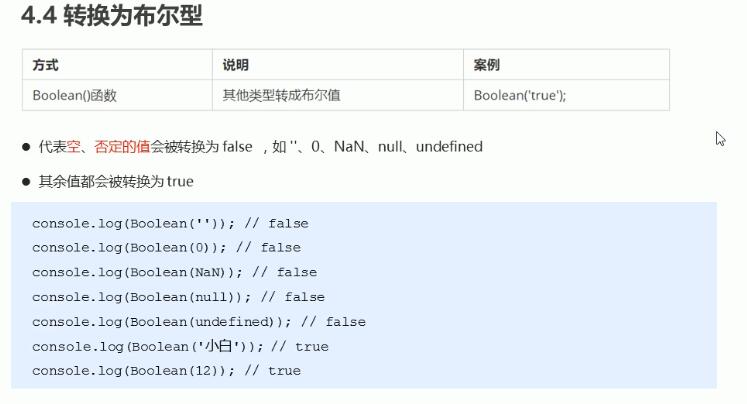 4.4 转换为布尔型
方式 说明 案例
Boolean()函数 其他类型转成布尔值 Boolean('true');
● 代表空、否定的值会被转换为 false ，如 ''、0、NaN、null、undefined
● 其余值都会被转换为 true
console.log(Boolean('')); // false
console.log(Boolean(0)); // false
console.log(Boolean(NaN)); // false
console.log(Boolean(null)); // false
console.log(Boolean(undefined)); // false
console.log(Boolean('小白')); // true
console.log(Boolean(12)); // true